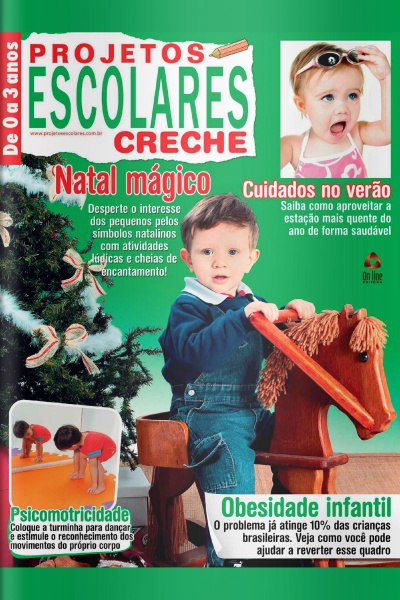 De 0 a 3 anos
PROJETOS
ESCOLARES
CRECHE
www.projetosescolares.com.br
Natal mágico
Desperte o interesse
dos pequenos pelos
símbolos natalinos
com atividades
lúdicas e cheias de
encantamento!
Cuidados no verão
Saiba como aproveitar a
estação mais quente do
ano de forma saudável
On line
Psicomotricidade
Coloque a turminha para dançar
e estimule o reconhecimento dos
movimentos do próprio corpo
Obesidade infantil
O problema já atinge 10% das crianças
brasileiras. Veja como você pode
ajudar a reverter esse quadro